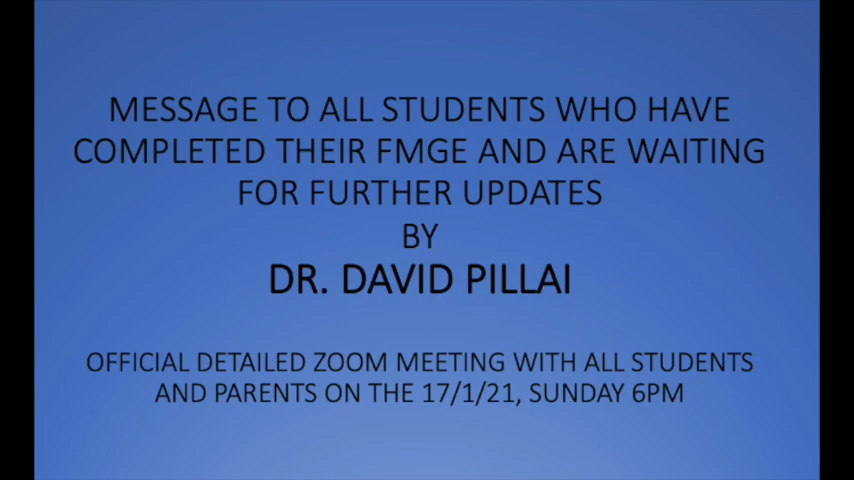 MESSAGE TO ALL STUDENTS WHO HAVE
COMPLETED THEIR FMGE AND ARE WAITING
FOR FURTHER UPDATES
BY
DR. DAVID PILLAI
OFFICIAL DETAILED ZOOM MEETING WITH ALL STUDENTS
AND PARENTS ON THE 17/1/21, SUNDAY 6PM